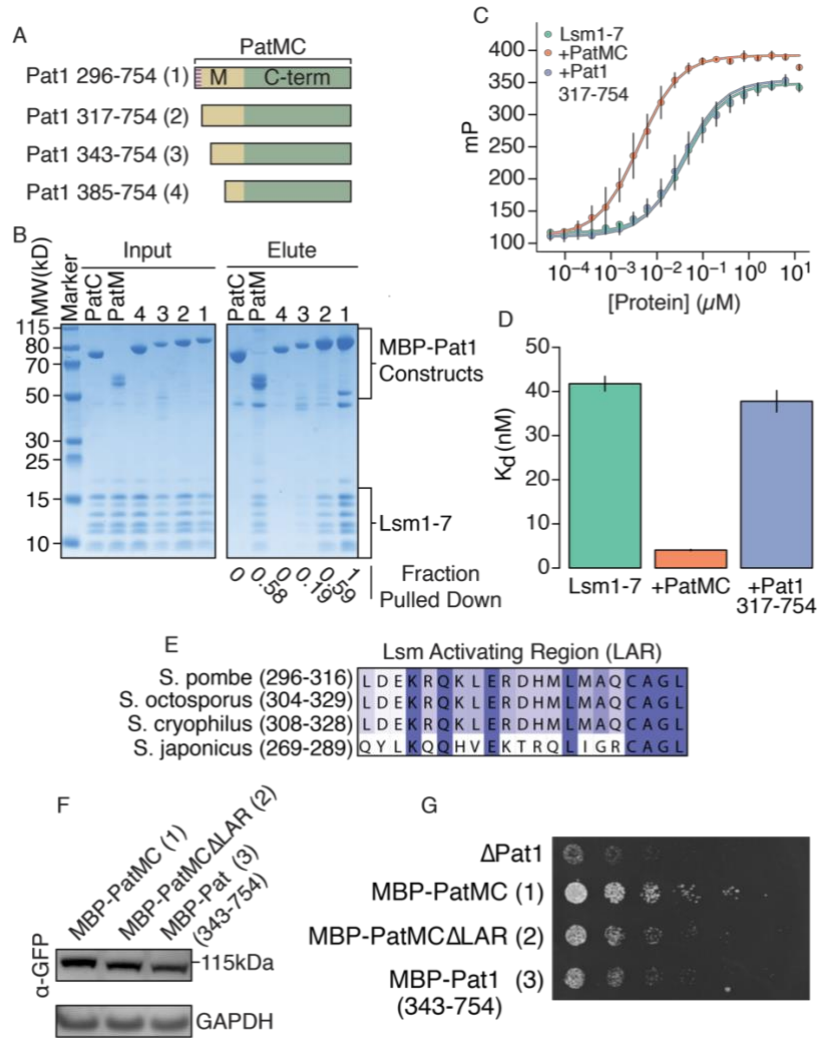 A
PatMC
Pat1 296-754 (1)
M
C-term
Pat1 317-754 (2)
Pat1 343-754 (3)
Pat1 385-754 (4)
B
MW(kD)
Marker
Input
Elute
PatC
PatM
4
3
2
1
PatC
PatM
4
3
2
1
115
80
70
50
30
25
15
10
MBP-Pat1
Constructs
Lsm1-7
0
0.58
0
0.19
0.59
1
Fraction
Pulled Down
C
Lsm1-7
+PatMC
+Pat1
317-754
mP
400
350
300
250
200
150
100
10⁻⁴ 10⁻³ 10⁻² 10⁻¹ 10⁰ 10¹
[Protein] (µM)
D
Kd (nM)
50
40
30
20
10
0
Lsm1-7
+PatMC
+Pat1
317-754
E
Lsm Activating Region (LAR)
S. pombe (296-316) LDEKRQKLERDHMLMAQCAGL
S. octosporus (304-329) LDEKRQKLERDHMLMAQCAGL
S. cryophilus (308-328) LDEKRQKLERDHMLMAQCAGL
S. japonicus (269-289) QYLKQQHVEKTRQLIGRCAGL
F
MBP-PatMC (1)
MBP-PatMCΔLAR (2)
MBP-Pat (3)
(343-754)
α-GFP
115kDa
GAPDH
G
ΔPat1
MBP-PatMC (1)
MBP-PatMCΔLAR (2)
MBP-Pat1 (3)
(343-754)